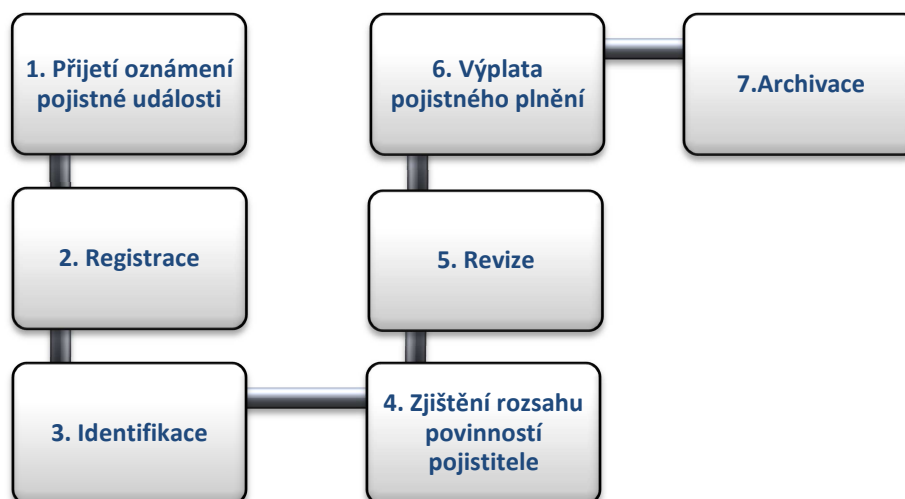 1. Přijetí oznámení
pojistné události
2. Registrace
3. Identifikace
4. Zjištění rozsahu
povinností
pojistitele
5. Revize
6. Výplata
pojistného plnění
7.Archivace